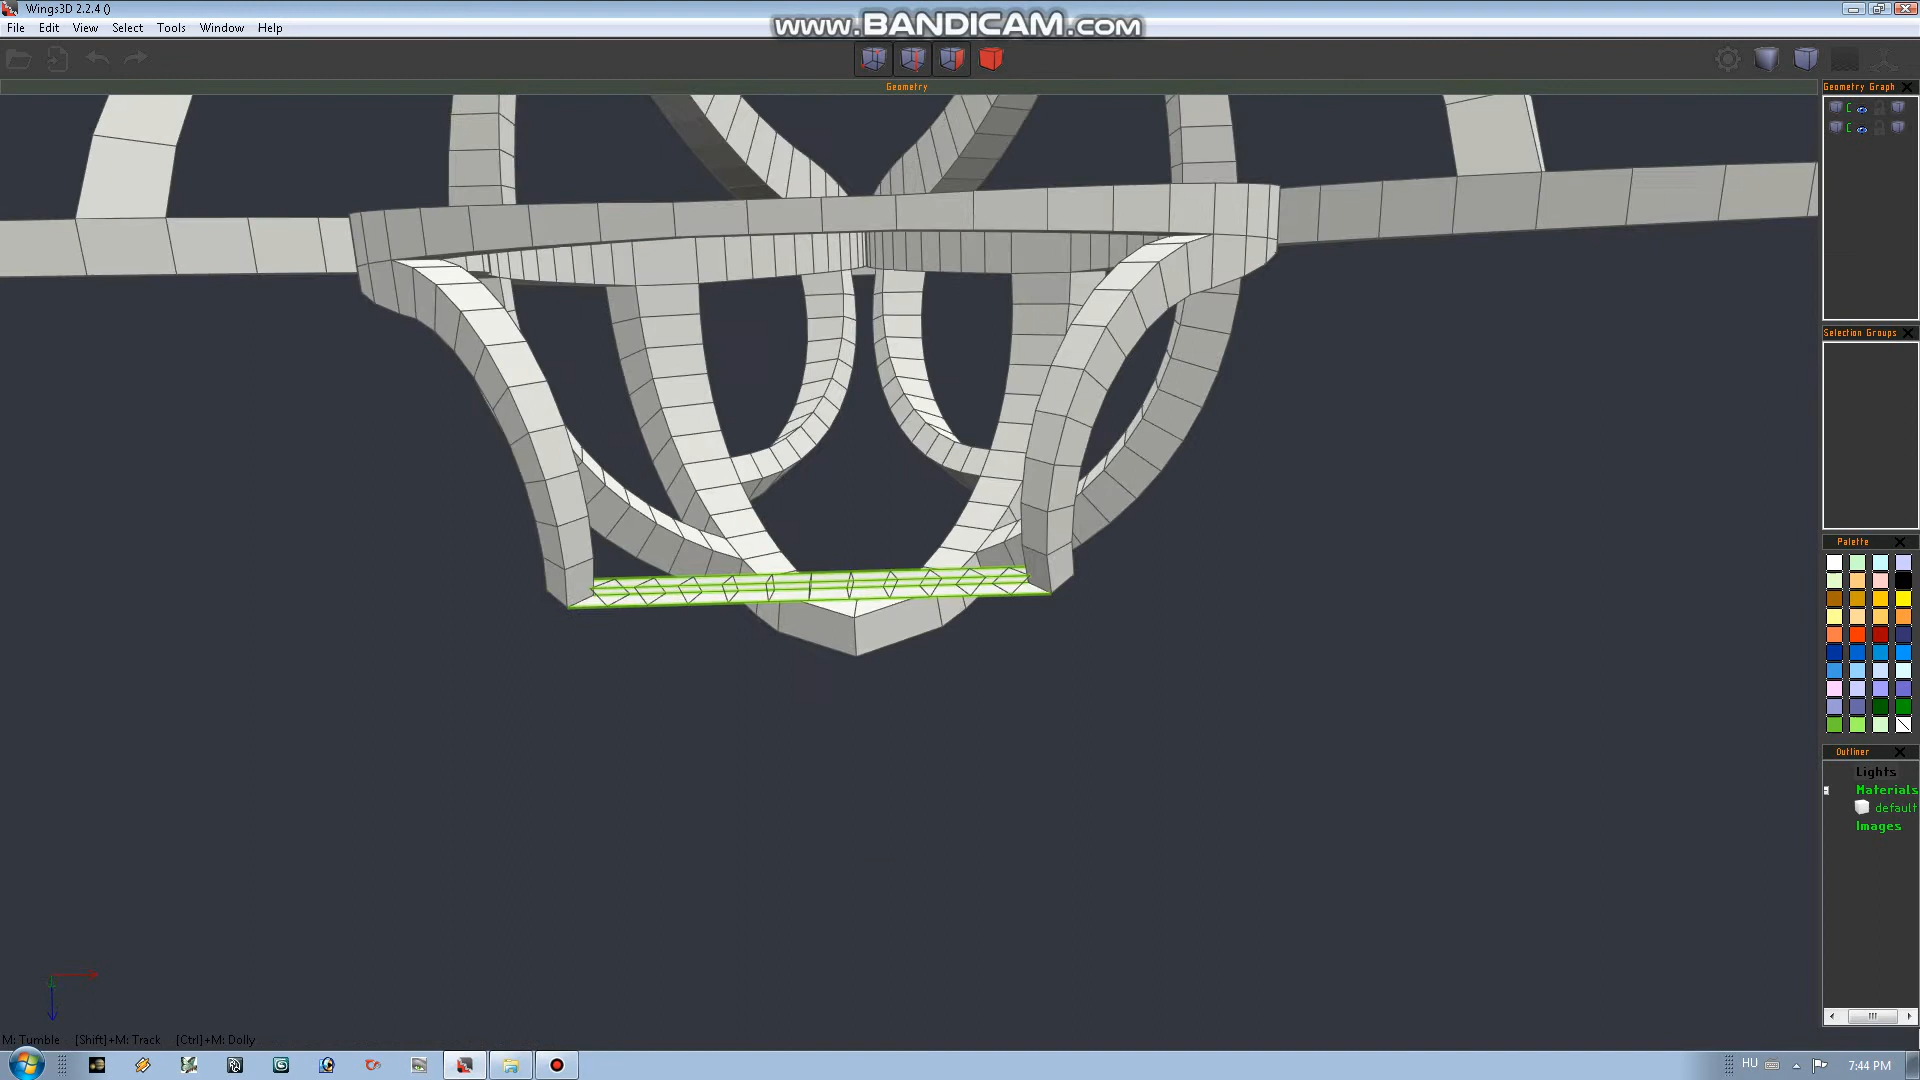 Wings3D 2.2.4 ()
www.BANDICAM.com
File Edit View Select Tools Window Help
Geometry
Geometry Graph
Selection Groups
Palette
Outliner
Lights
Materials
default
Images
M: Tumble [Shift]+M: Track [Ctrl]+M: Dolly
HU
7:44 PM